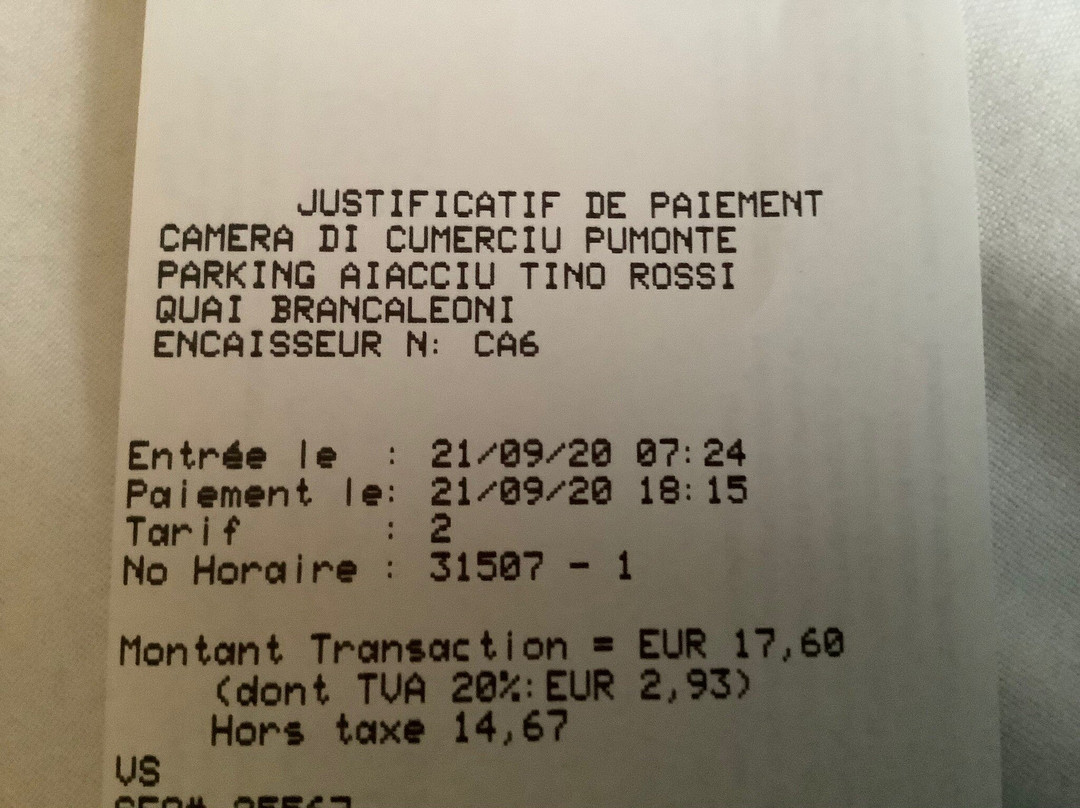 JUSTIFICATIF DE PAIEMENT
CAMERA DI CUMERCIU PUMONTE
PARKING AIACCIU TINO ROSSI
QUAI BRANCALEONI
ENCAISSEUR N: CA6
Entrée le : 21/09/20 07:24
Paiement le: 21/09/20 18:15
Tarif : 2
No Horaire : 31507 - 1
Montant Transaction = EUR 17,60
(dont TVA 20%:EUR 2,93)
Hors taxe 14,67
VS